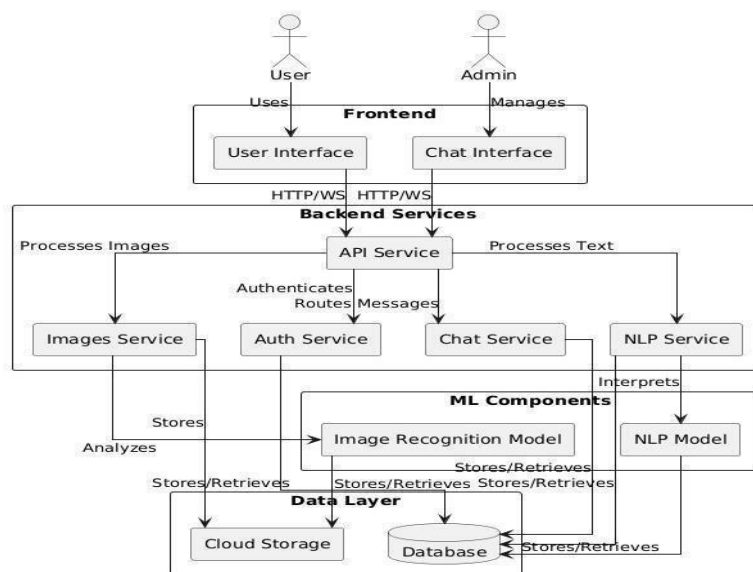 User
Admin
Uses
Manages
Frontend
User Interface
Chat Interface
HTTP/WS
HTTP/WS
Backend Services
Processes Images
API Service
Processes Text
Authenticates
Routes Messages
Images Service
Auth Service
Chat Service
NLP Service
Interprets
ML Components
Stores
Analyzes
Image Recognition Model
NLP Model
Stores/Retrieves
Stores/Retrieves
Stores/Retrieves
Stores/Retrieves
Data Layer
Cloud Storage
Database
Stores/Retrieves